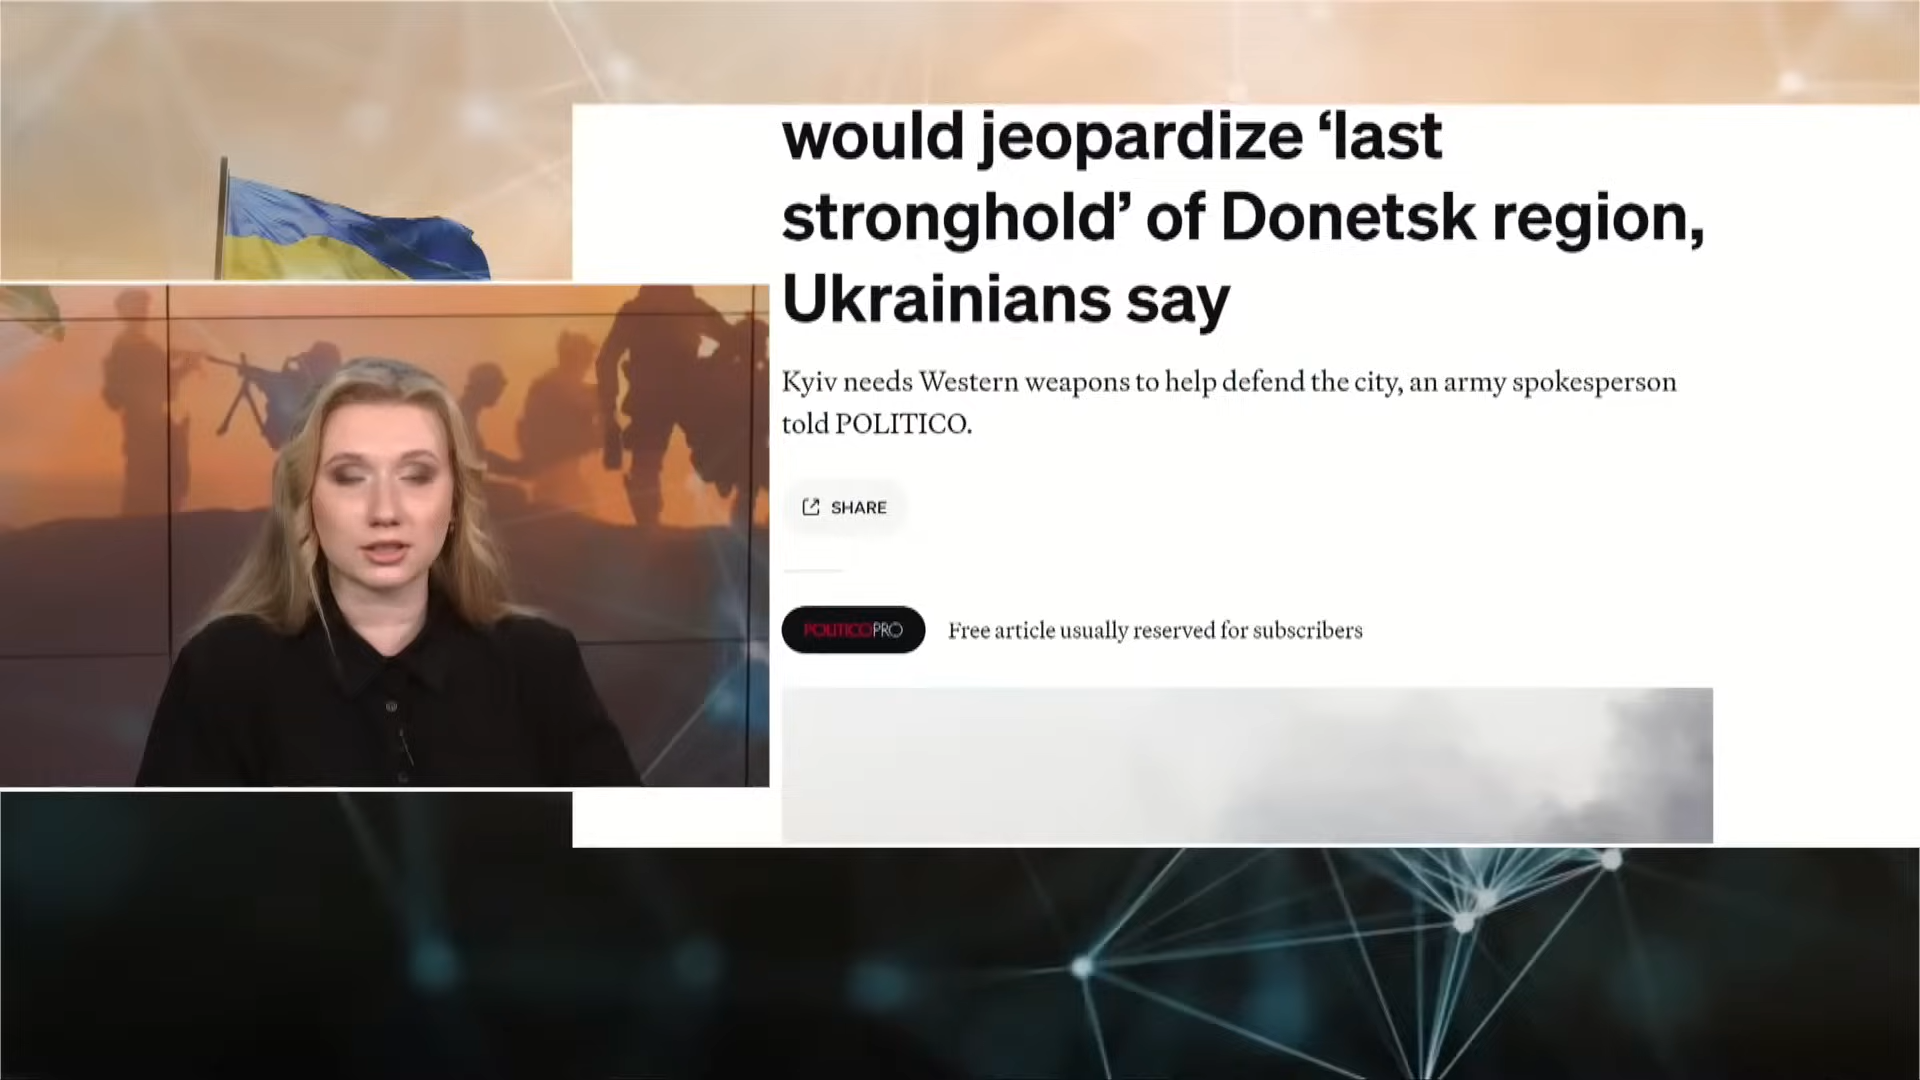 would jeopardize ‘last
stronghold’ of Donetsk region,
Ukrainians say
Kyiv needs Western weapons to help defend the city, an army spokesperson
told POLITICO.
SHARE
POLITICOPRO Free article usually reserved for subscribers